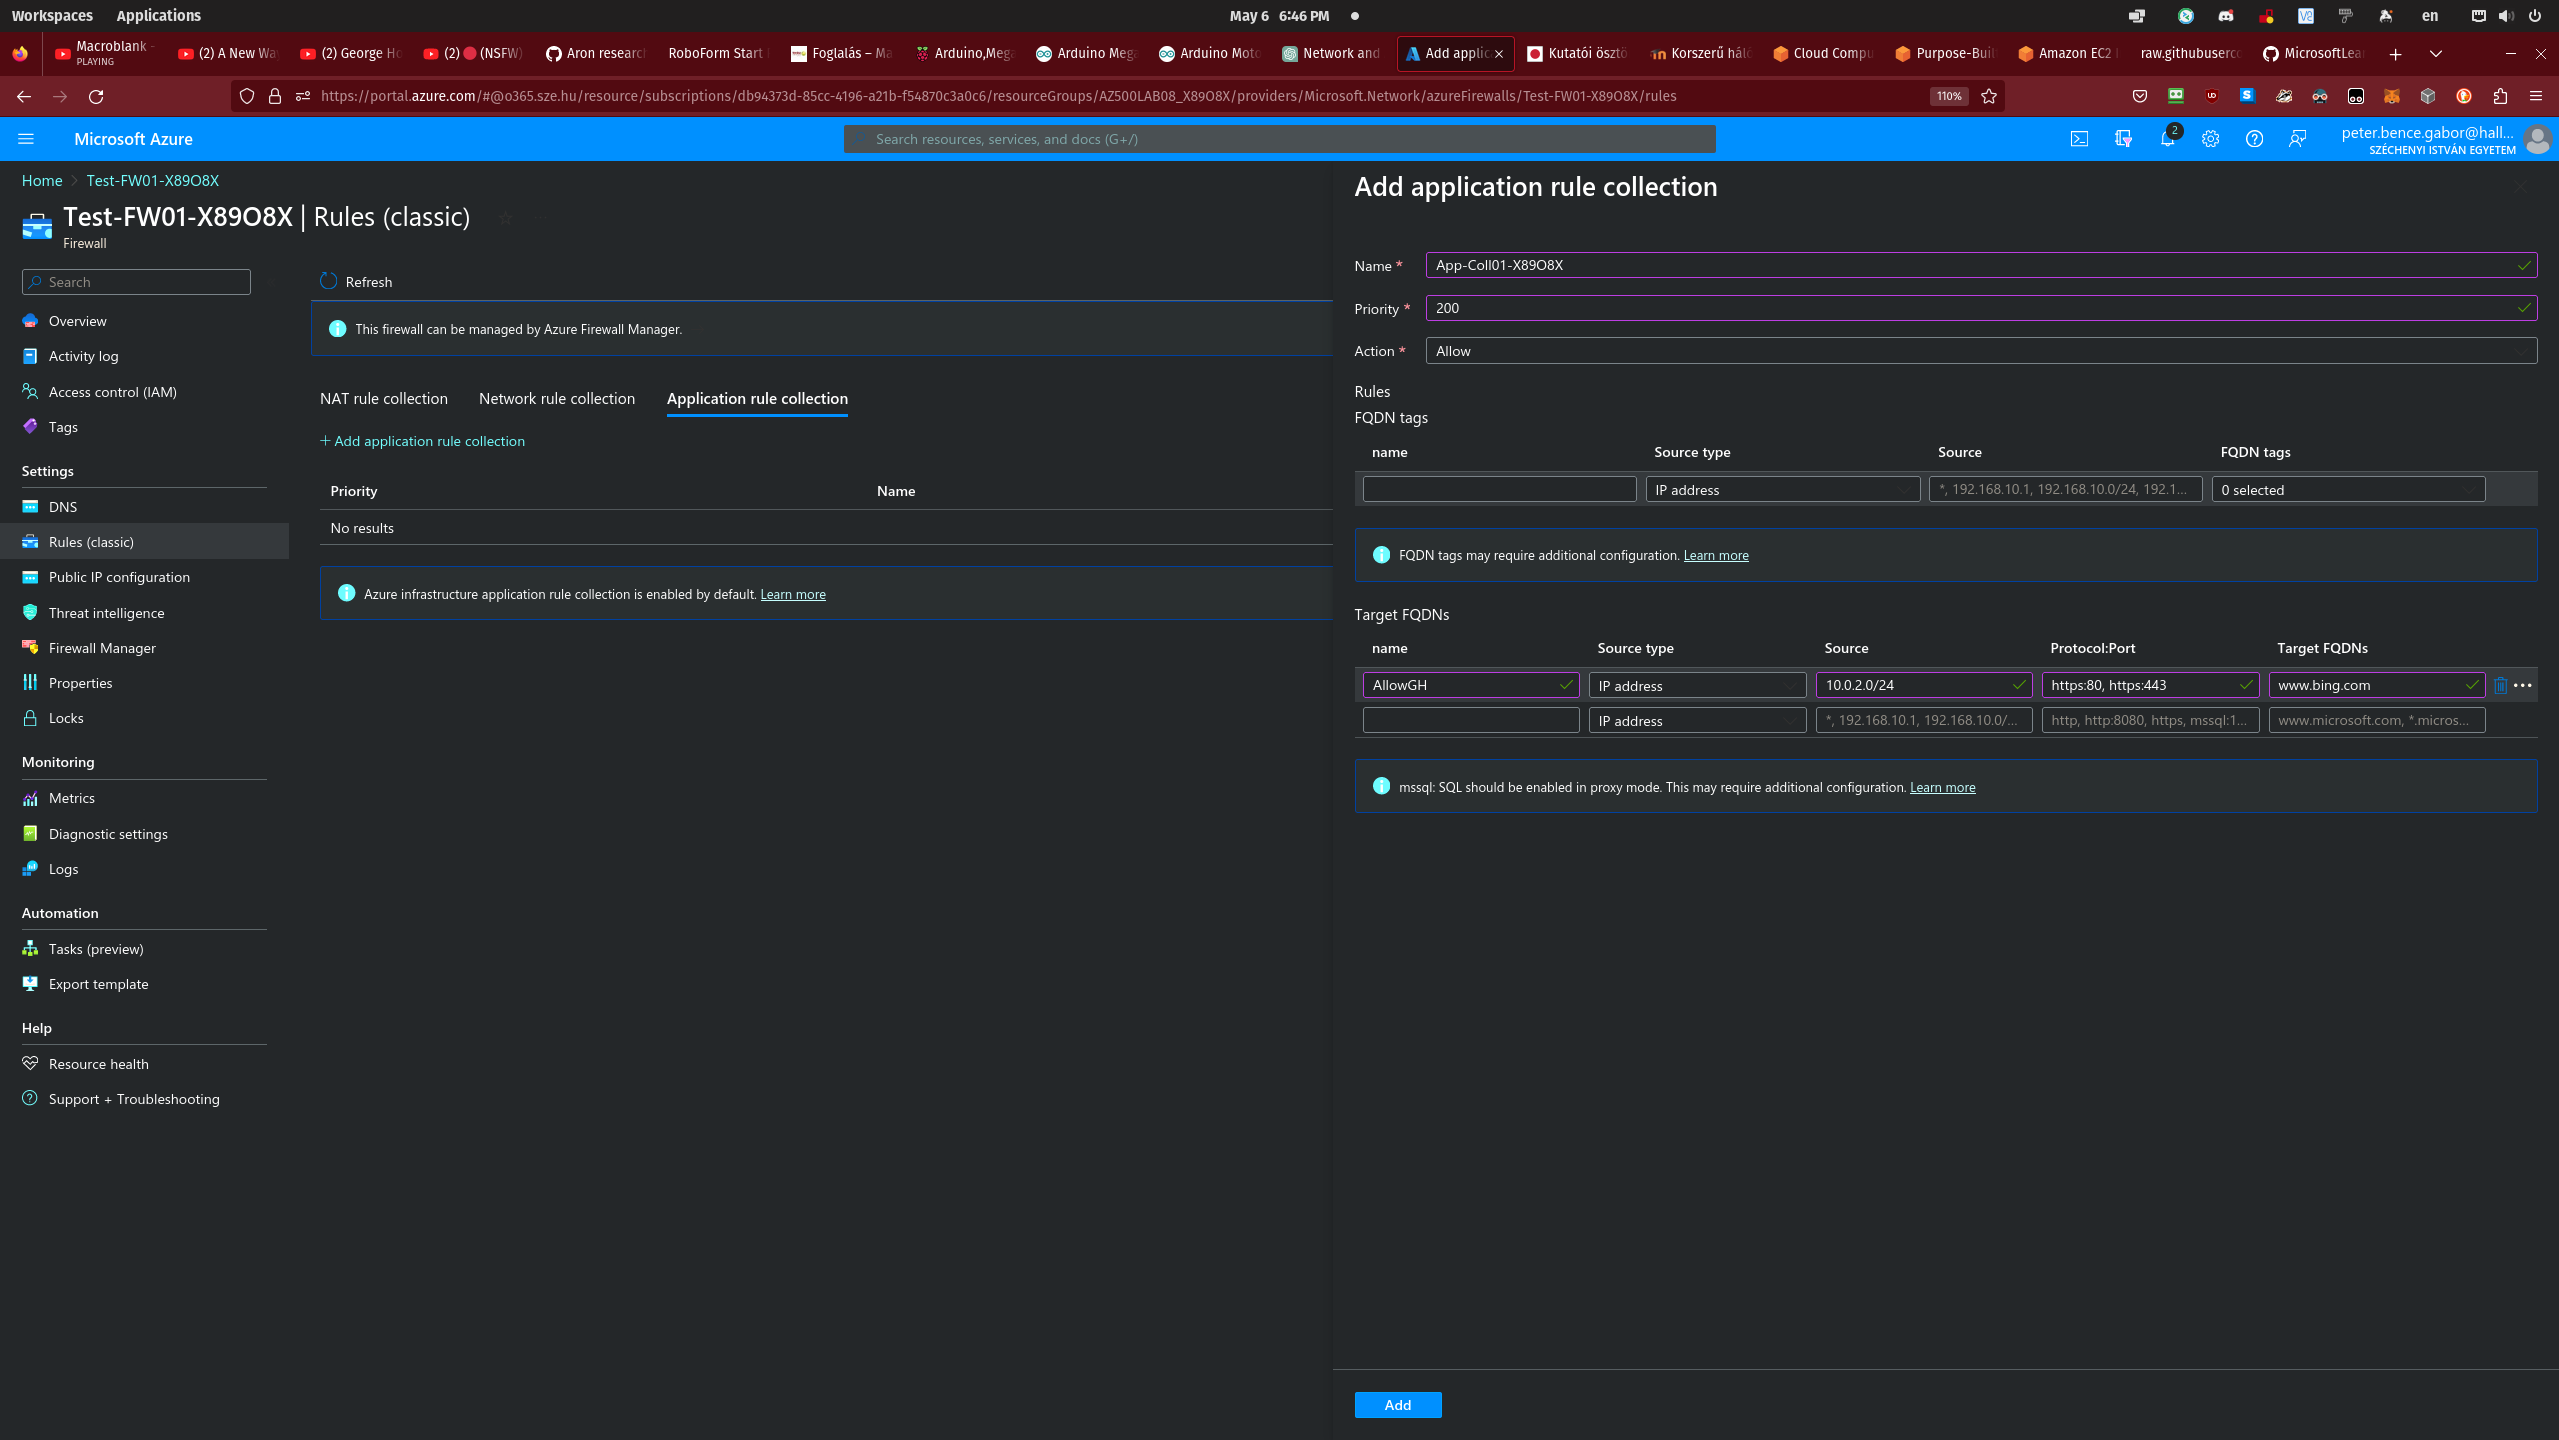 Workspaces Applications May 6 6:46 PM en
Macroblank -
PLAYING
(2) A New Wa (2) George Ho (2) (NSFW) Aron research RoboForm Start Foglalás – Ma Arduino,Mega Arduino Mega Arduino Moto Network and Add applic Kutatói ösztö Korszerű háló Cloud Compu Purpose-Buil Amazon EC2 raw.githubuserco MicrosoftLear
https://portal.azure.com/#@o365.sze.hu/resource/subscriptions/db94373d-85cc-4196-a21b-f54870c3a0c6/resourceGroups/AZ500LAB08_X89O8X/providers/Microsoft.Network/azureFirewalls/Test-FW01-X89O8X/rules 110%
Microsoft Azure
Search resources, services, and docs (G+/)
2
peter.bence.gabor@hall...
SZÉCHENYI ISTVÁN EGYETEM
Home > Test-FW01-X89O8X
Test-FW01-X89O8X | Rules (classic)
Firewall
Search
Overview
Activity log
Access control (IAM)
Tags
Settings
DNS
Rules (classic)
Public IP configuration
Threat intelligence
Firewall Manager
Properties
Locks
Monitoring
Metrics
Diagnostic settings
Logs
Automation
Tasks (preview)
Export template
Help
Resource health
Support + Troubleshooting
Refresh
This firewall can be managed by Azure Firewall Manager.
NAT rule collection Network rule collection Application rule collection
+ Add application rule collection
Priority Name
No results
Azure infrastructure application rule collection is enabled by default. Learn more
Add application rule collection
Name * App-Coll01-X89O8X
Priority * 200
Action * Allow
Rules
FQDN tags
name Source type Source FQDN tags
IP address *, 192.168.10.1, 192.168.10.0/24, 192.1... 0 selected
FQDN tags may require additional configuration. Learn more
Target FQDNs
name Source type Source Protocol:Port Target FQDNs
AllowGH IP address 10.0.2.0/24 https:80, https:443 www.bing.com
IP address *, 192.168.10.1, 192.168.10.0/... http, http:8080, https, mssql:1... www.microsoft.com, *.micros...
mssql: SQL should be enabled in proxy mode. This may require additional configuration. Learn more
Add